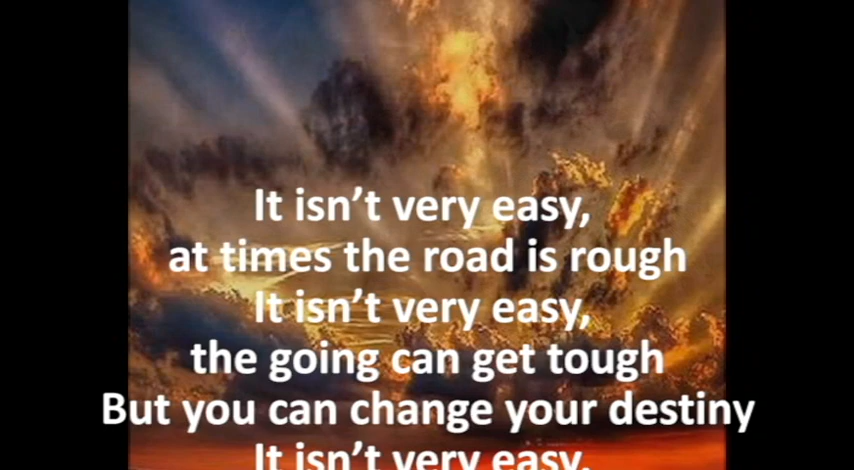 It isn’t very easy,
at times the road is rough
It isn’t very easy,
the going can get tough
But you can change your destiny
It isn’t very easy,